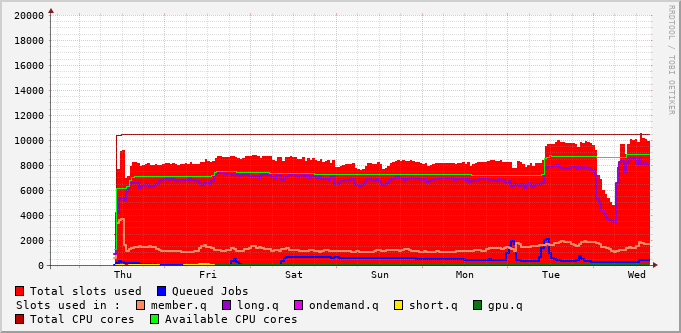 RRDTOOL / TOBI OETIKER
20000
18000
16000
14000
12000
10000
8000
6000
4000
2000
0
Thu Fri Sat Sun Mon Tue Wed
Total slots used Queued Jobs
Slots used in : member.q long.q ondemand.q short.q gpu.q
Total CPU cores Available CPU cores